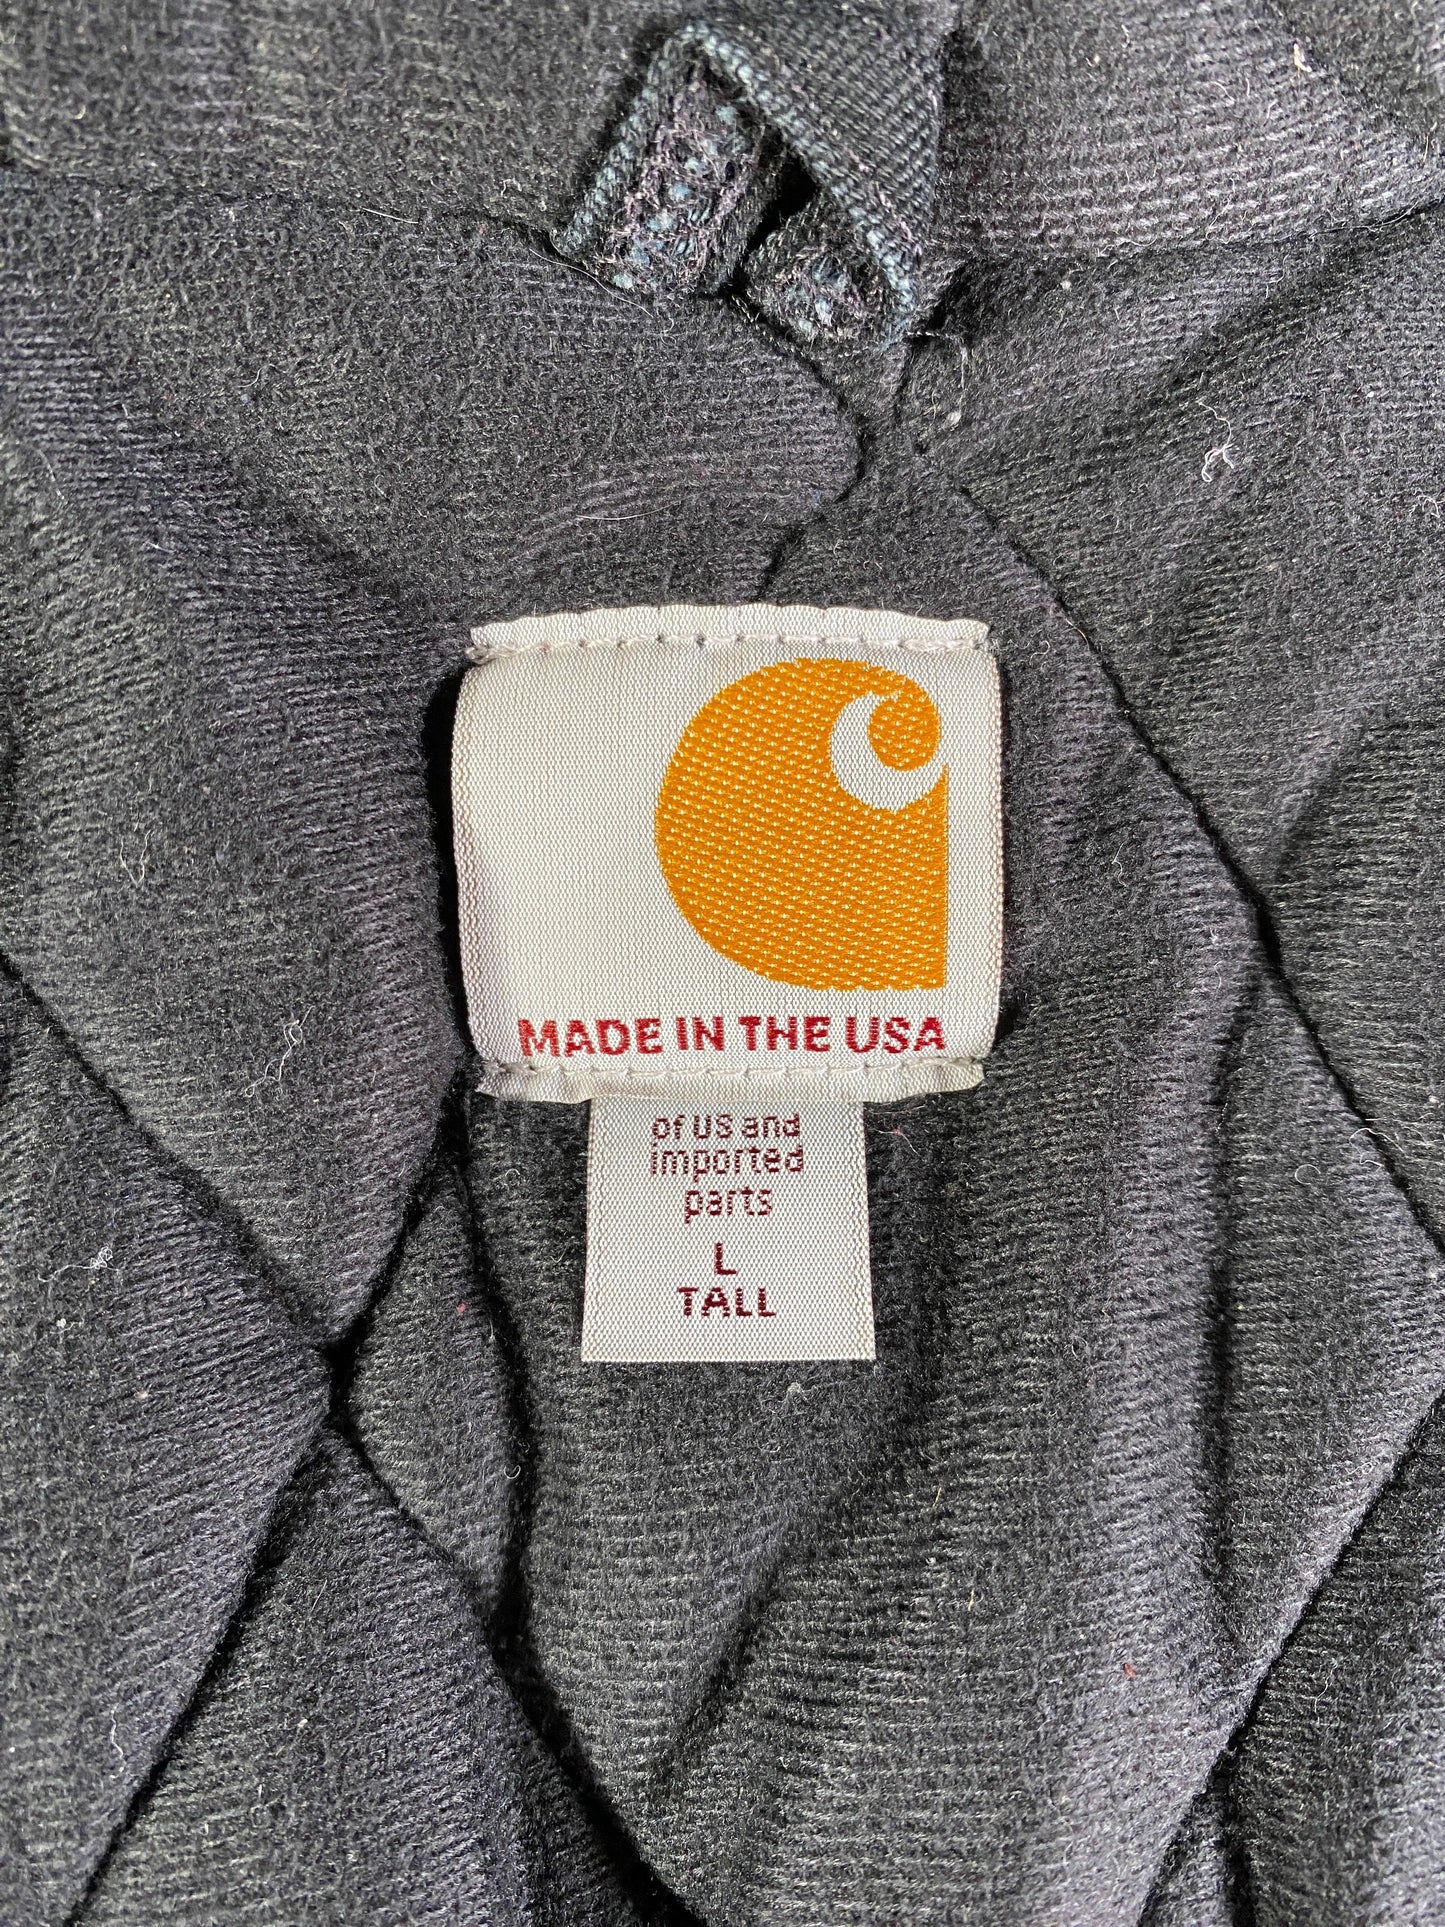 MADE IN THE USA
of US and
imported
parts
L
TALL